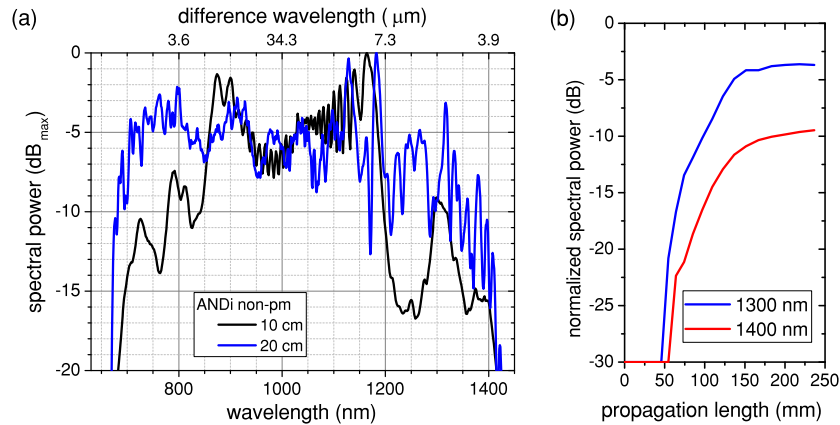 (a)
difference wavelength ( μm)
3.6 34.3 7.3 3.9
0
-5
-10
-15
-20
spectral power (dBmax)
ANDi non-pm
10 cm
20 cm
800 1000 1200 1400
wavelength (nm)
(b)
0
-5
-10
-15
-20
-25
-30
normalized spectral power (dB)
1300 nm
1400 nm
0 50 100 150 200 250
propagation length (mm)